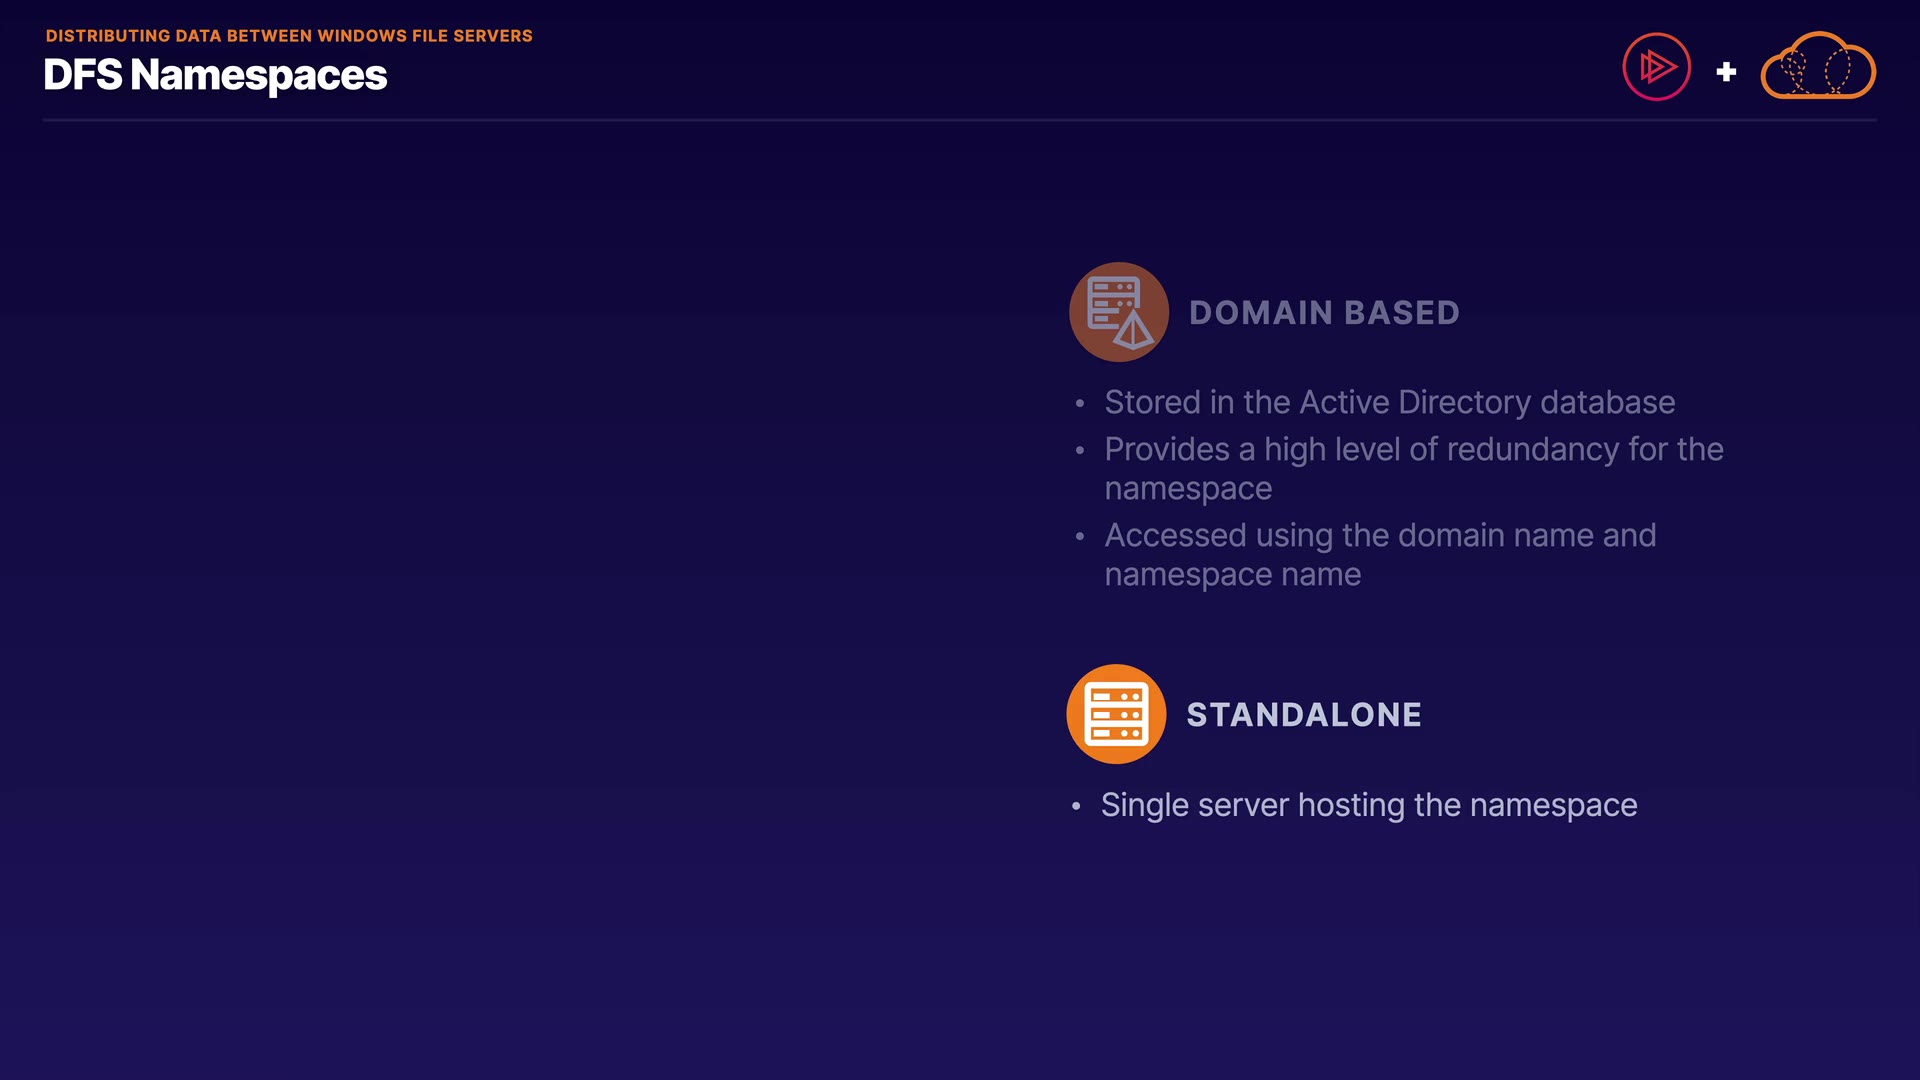 DISTRIBUTING DATA BETWEEN WINDOWS FILE SERVERS
DFS Namespaces
DOMAIN BASED
• Stored in the Active Directory database
• Provides a high level of redundancy for the
namespace
• Accessed using the domain name and
namespace name
STANDALONE
• Single server hosting the namespace